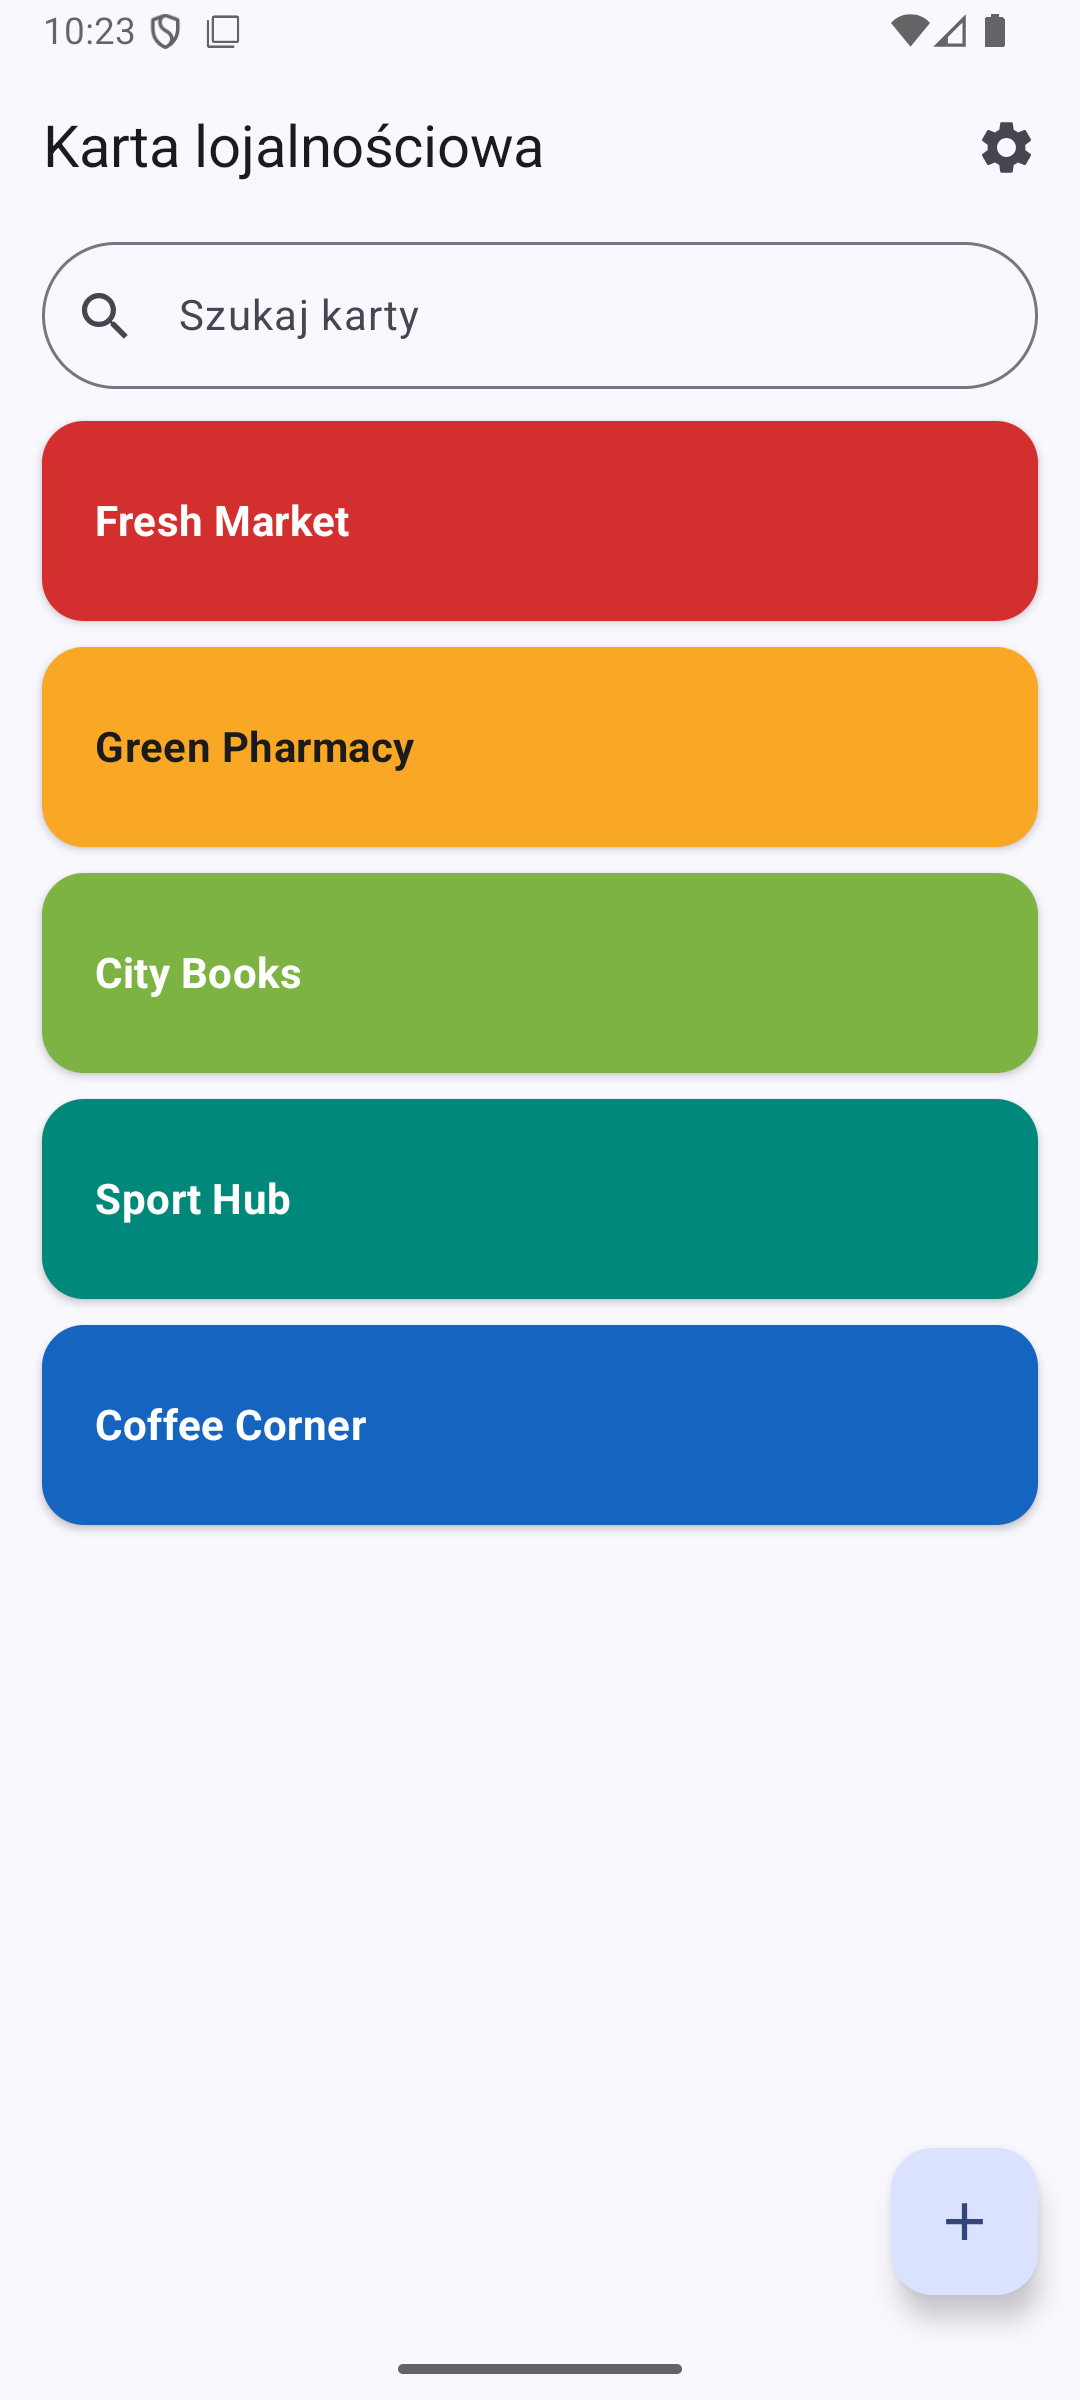 10:23
Karta lojalnościowa
Szukaj karty
Fresh Market
Green Pharmacy
City Books
Sport Hub
Coffee Corner